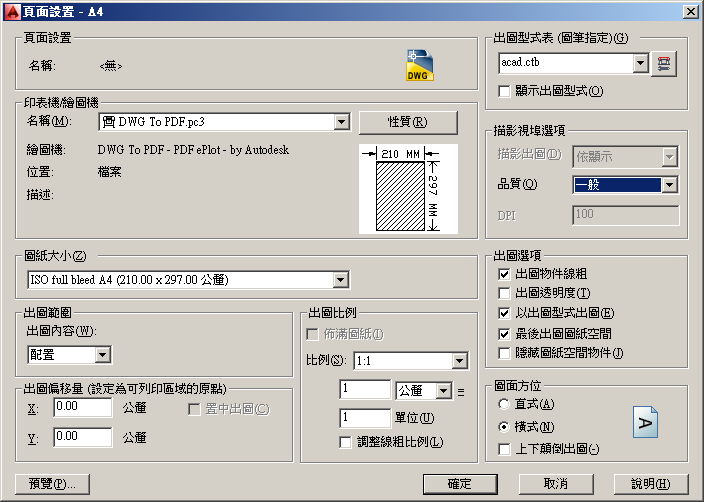 頁面設置 - A4
頁面設置
名稱: <無>
DWG
印表機/繪圖機
名稱(M): DWG To PDF.pc3 性質(R)
繪圖機: DWG To PDF - PDF ePlot - by Autodesk
位置: 檔案
描述:
210 MM
297 MM
圖紙大小(Z)
ISO full bleed A4 (210.00 x 297.00 公釐)
出圖範圍
出圖內容(W):
配置
出圖偏移量 (設定為可列印區域的原點)
X: 0.00 公釐 置中出圖(C)
Y: 0.00 公釐
出圖比例
佈滿圖紙(I)
比例(S): 1:1
1 公釐 =
1 單位(U)
調整線粗比例(L)
出圖型式表 (圖筆指定)(G)
acad.ctb
顯示出圖型式(O)
描影視埠選項
描影出圖(D) 依顯示
品質(Q) 一般
DPI 100
出圖選項
出圖物件線粗
出圖透明度(T)
以出圖型式出圖(E)
最後出圖圖紙空間
隱藏圖紙空間物件(J)
圖面方位
直式(A)
橫式(N)
上下顛倒出圖(-)
A
預覽(P)... 確定 取消 說明(H)